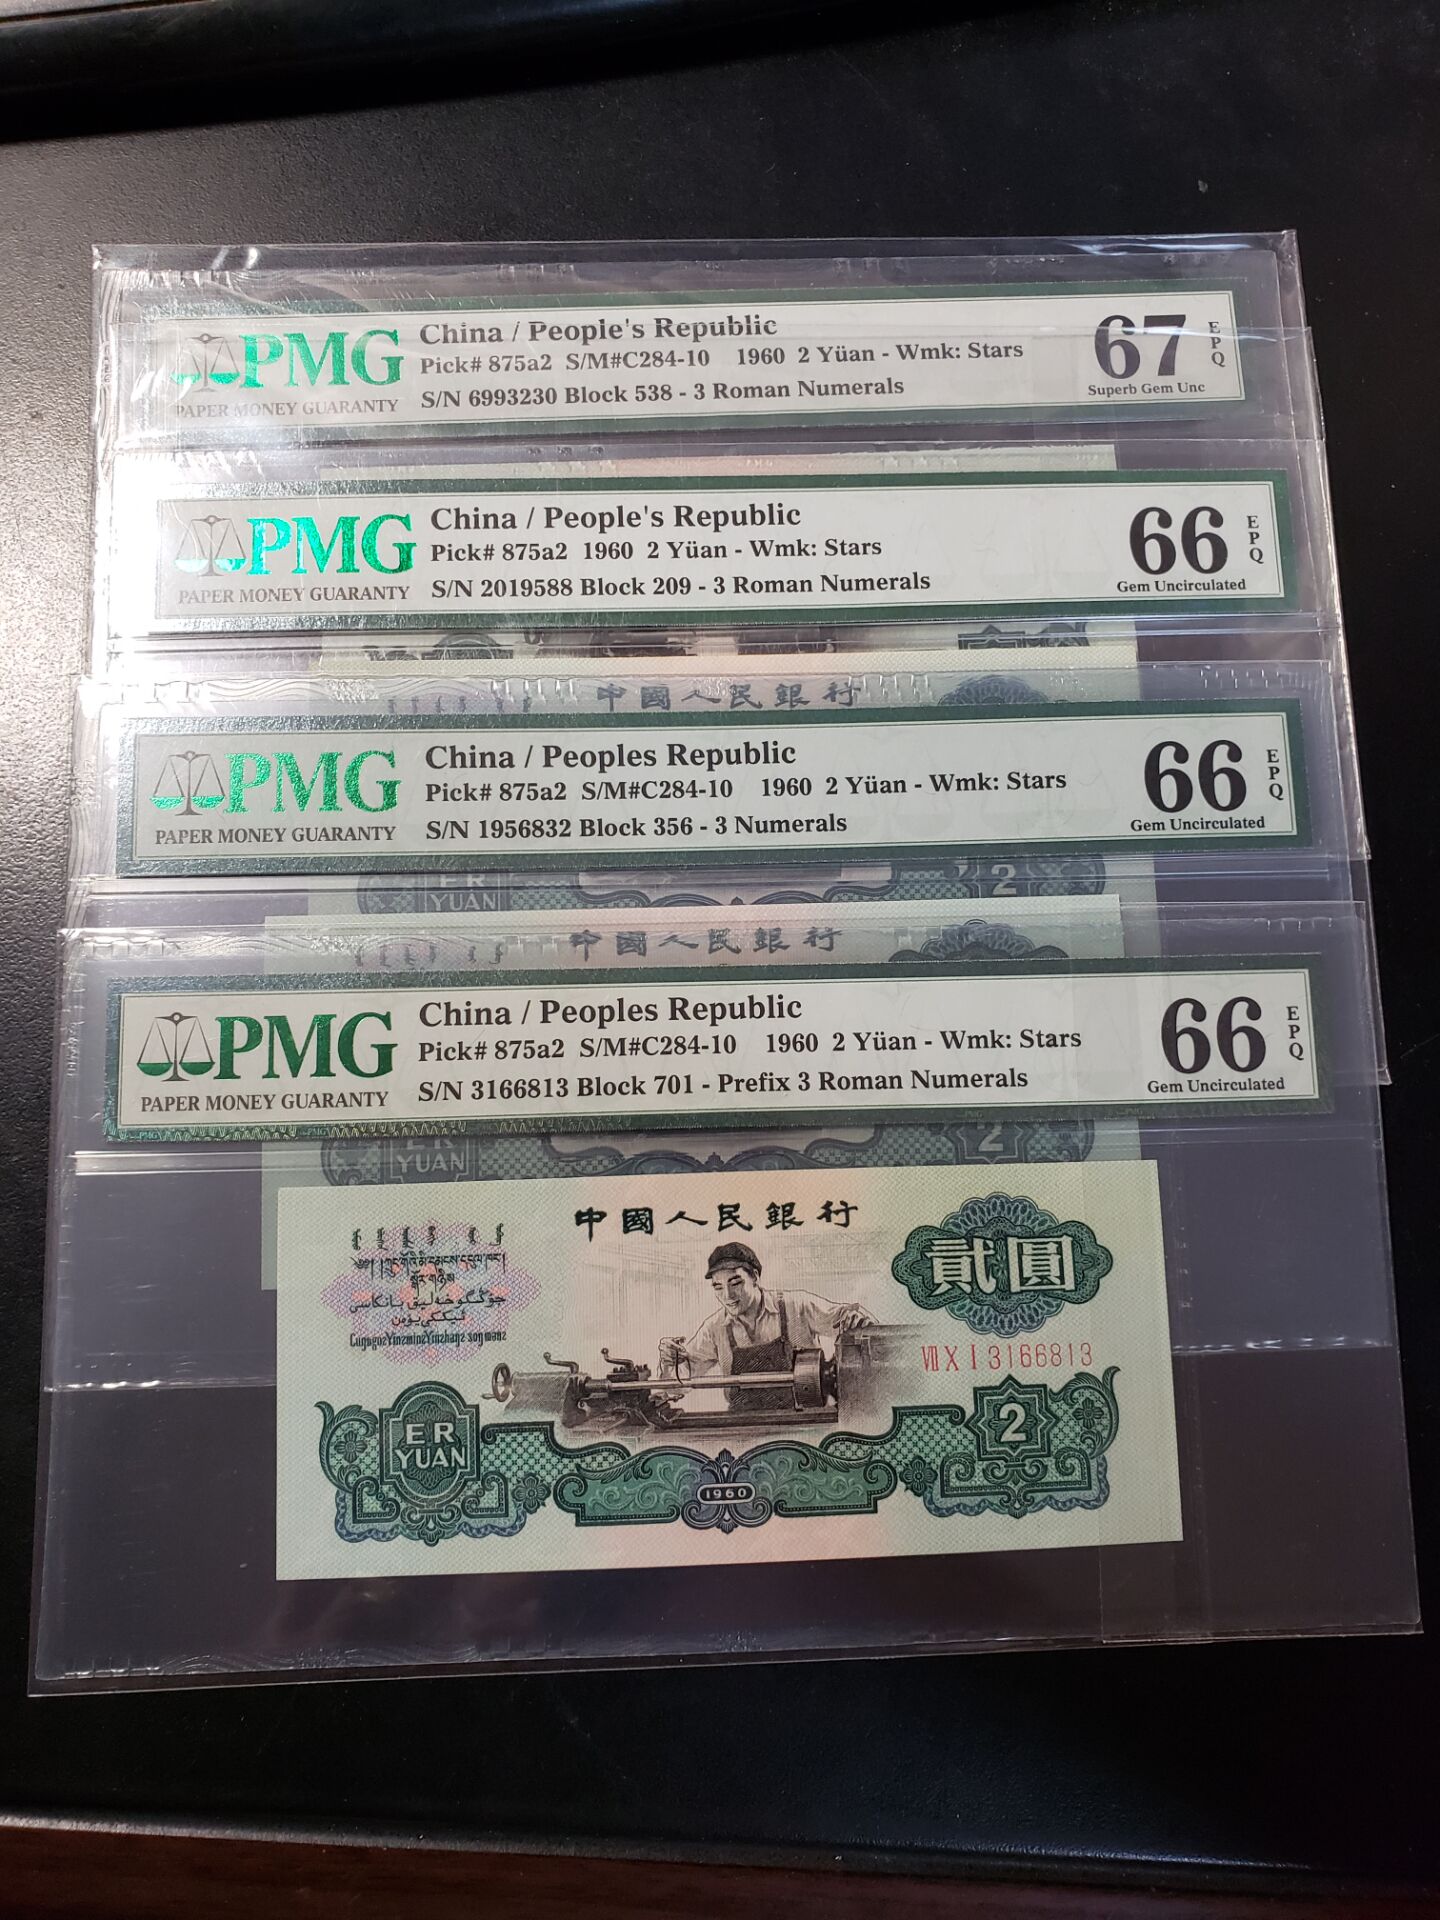 PMG
PAPER MONEY GUARANTY
China / People's Republic
Pick# 875a2 S/M#C284-10 1960 2 Yüan - Wmk: Stars
S/N 6993230 Block 538 - 3 Roman Numerals
67 EPQ
Superb Gem Unc
PMG
PAPER MONEY GUARANTY
China / People's Republic
Pick# 875a2 1960 2 Yüan - Wmk: Stars
S/N 2019588 Block 209 - 3 Roman Numerals
66 EPQ
Gem Uncirculated
中國人民銀行
PMG
PAPER MONEY GUARANTY
China / Peoples Republic
Pick# 875a2 S/M#C284-10 1960 2 Yüan - Wmk: Stars
S/N 1956832 Block 356 - 3 Numerals
66 EPQ
Gem Uncirculated
ER
YUAN
2
中國人民銀行
PMG
PAPER MONEY GUARANTY
China / Peoples Republic
Pick# 875a2 S/M#C284-10 1960 2 Yüan - Wmk: Stars
S/N 3166813 Block 701 - Prefix 3 Roman Numerals
66 EPQ
Gem Uncirculated
ER
YUAN
2
中國人民銀行
貳圓
VII X I 3166813
ER
YUAN
2
1960